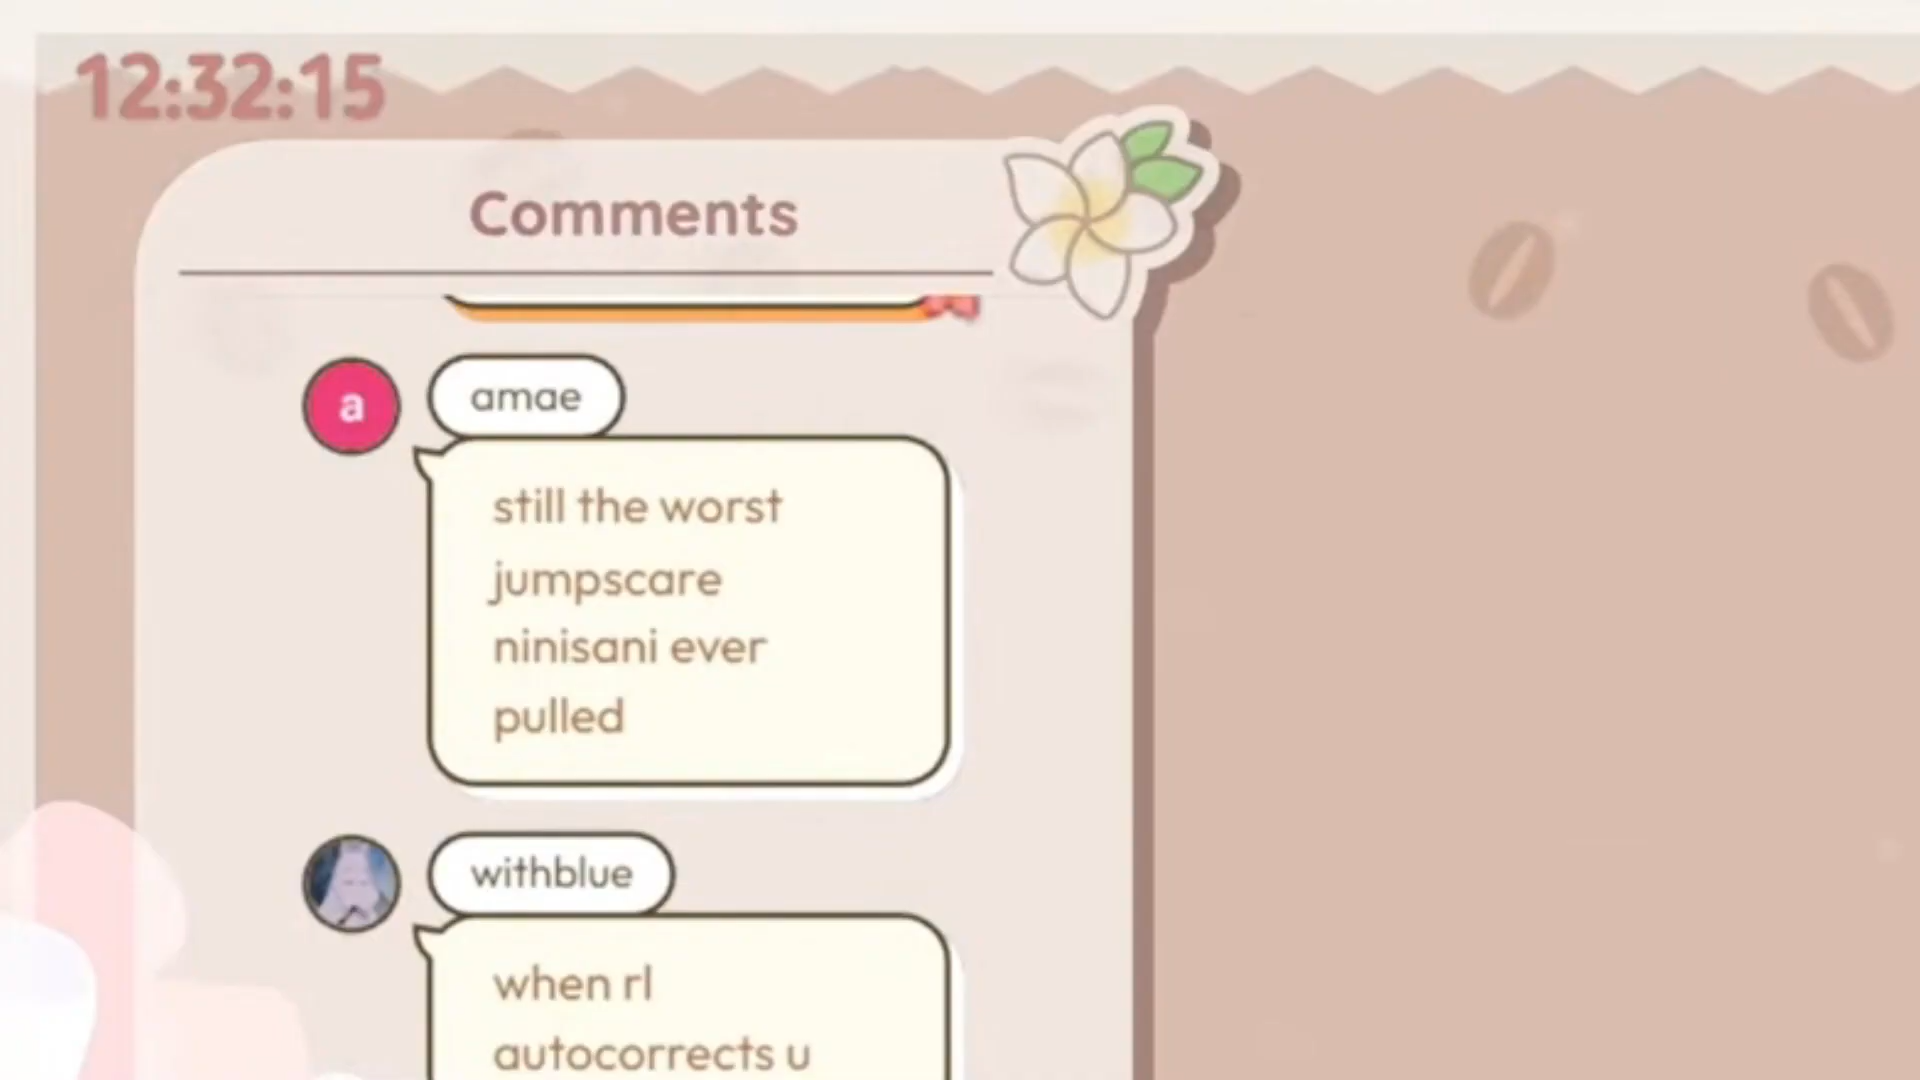 12:32:15
Comments
a
amae
still the worst
jumpscare
ninisani ever
pulled
withblue
when rl
autocorrects u